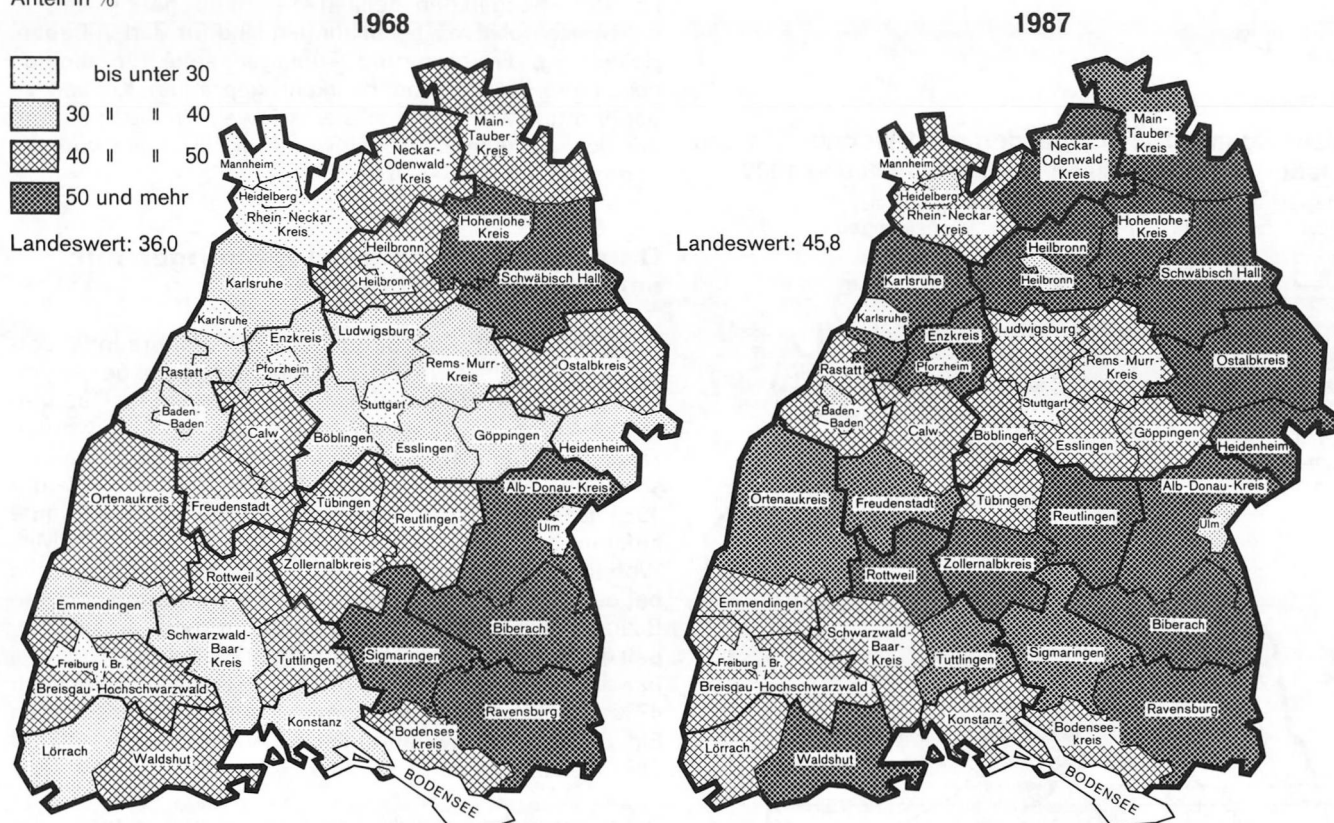 Anteil in %
1968
bis unter 30
30 " " 40
40 " " 50
50 und mehr
Landeswert: 36,0
Main-
Tauber-
Kreis
Neckar-
Odenwald-
Kreis
Mannheim
Heidelberg
Rhein-Neckar-
Kreis
Hohenlohe-
Kreis
Heilbronn
Heilbronn
Schwäbisch Hall
Karlsruhe
Karlsruhe
Enzkreis
Ludwigsburg
Pforzheim
Rems-Murr-
Kreis
Ostalbkreis
Rastatt
Stuttgart
Baden-
Baden
Calw
Böblingen
Esslingen
Göppingen
Heidenheim
Ortenaukreis
Freudenstadt
Tübingen
Reutlingen
Alb-Donau-Kreis
Ulm
Rottweil
Zollernalbkreis
Emmendingen
Schwarzwald-
Baar-
Kreis
Biberach
Freiburg i. Br.
Tuttlingen
Sigmaringen
Breisgau-Hochschwarzwald
Ravensburg
Konstanz
Bodensee-
kreis
Lörrach
Waldshut
BODENSEE
1987
Landeswert: 45,8
Main-
Tauber-
Kreis
Neckar-
Odenwald-
Kreis
Mannheim
Heidelberg
Rhein-Neckar-
Kreis
Hohenlohe-
Kreis
Heilbronn
Heilbronn
Schwäbisch Hall
Karlsruhe
Karlsruhe
Enzkreis
Ludwigsburg
Pforzheim
Rems-Murr-
Kreis
Ostalbkreis
Rastatt
Stuttgart
Baden-
Baden
Calw
Böblingen
Esslingen
Göppingen
Heidenheim
Ortenaukreis
Freudenstadt
Tübingen
Reutlingen
Alb-Donau-Kreis
Ulm
Rottweil
Zollernalbkreis
Emmendingen
Schwarzwald-
Baar-
Kreis
Biberach
Freiburg i. Br.
Tuttlingen
Sigmaringen
Breisgau-Hochschwarzwald
Ravensburg
Konstanz
Bodensee-
kreis
Lörrach
Waldshut
BODENSEE